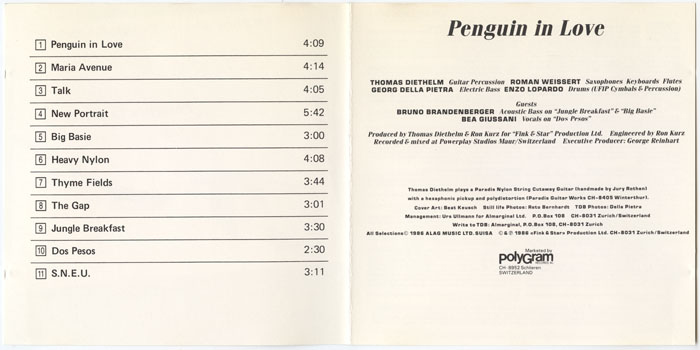 1 Penguin in Love 4:09
2 Maria Avenue 4:14
3 Talk 4:05
4 New Portrait 5:42
5 Big Basie 3:00
6 Heavy Nylon 4:08
7 Thyme Fields 3:44
8 The Gap 3:01
9 Jungle Breakfast 3:30
10 Dos Pesos 2:30
11 S.N.E.U. 3:11
Penguin in Love
THOMAS DIETHELM Guitar Percussion ROMAN WEISSERT Saxophones Keyboards Flutes
GEORG DELLA PIETRA Electric Bass ENZO LOPARDO Drums (UFIP Cymbals & Percussion)
Guests
BRUNO BRANDENBERGER Acoustic Bass on "Jungle Breakfast" & "Big Basie"
BEA GIUSSANI Vocals on "Dos Pesos"
Produced by Thomas Diethelm & Ron Kurz for "Fink & Star" Production Ltd. Engineered by Ron Kurz
Recorded & mixed at Powerplay Studios Maur/Switzerland Executive Producer: George Reinhart
Thomas Diethelm plays a Paradis Nylon String Cutaway Guitar (handmade by Jury Rothen)
with a hexaphonic pickup and polydistortion (Paradis Guitar Works CH-8405 Winterthur).
Cover Art: Beat Keusch Still life Photos: Reto Bernhardt TDB Photos: Della Pietra
Management: Urs Ullmann for Almarginal Ltd. P.O.Box 108 CH-8031 Zurich/Switzerland
Write to TDB: Almarginal, P.O.Box 108, CH-8031 Zurich
All Selections © 1986 ALAG MUSIC LTD. SUISA © & ℗ 1986 «Fink & Star» Production Ltd. CH-8031 Zurich/Switzerland
Marketed by
polyGram
CH 8952 Schlieren
SWITZERLAND